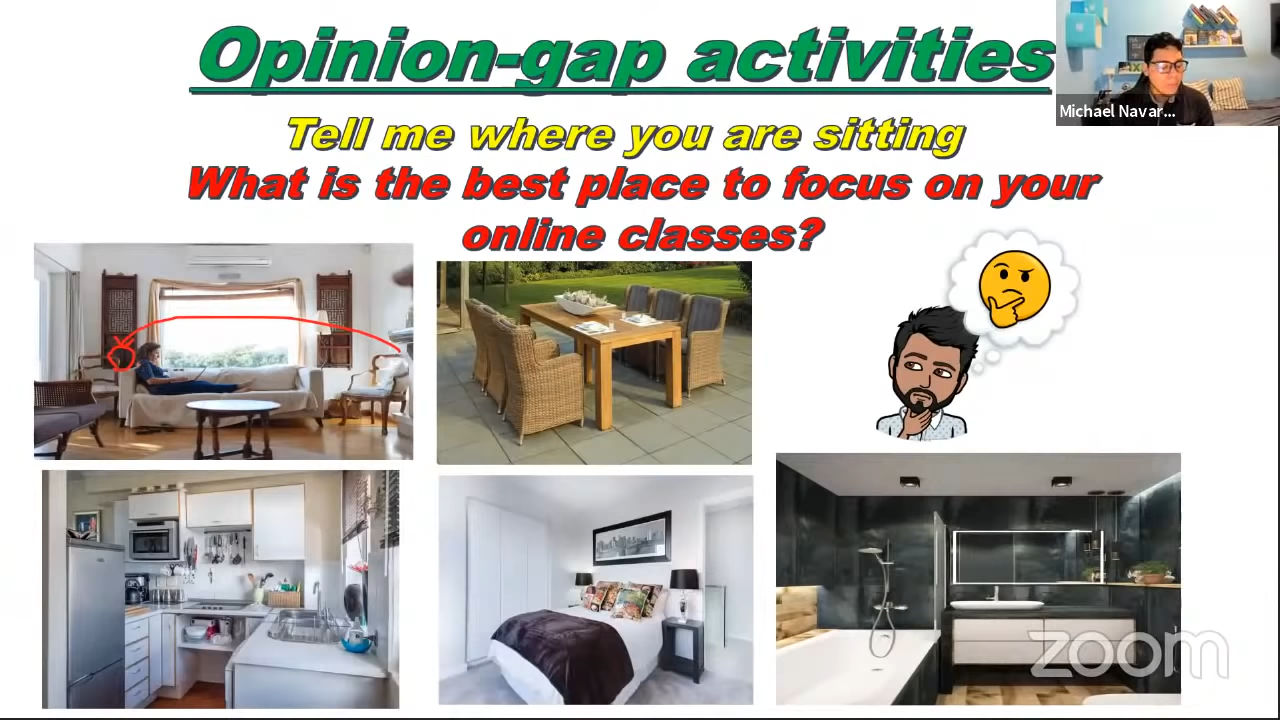 Opinion-gap activities
Michael Navar...
Tell me where you are sitting
What is the best place to focus on your
online classes?
zoom